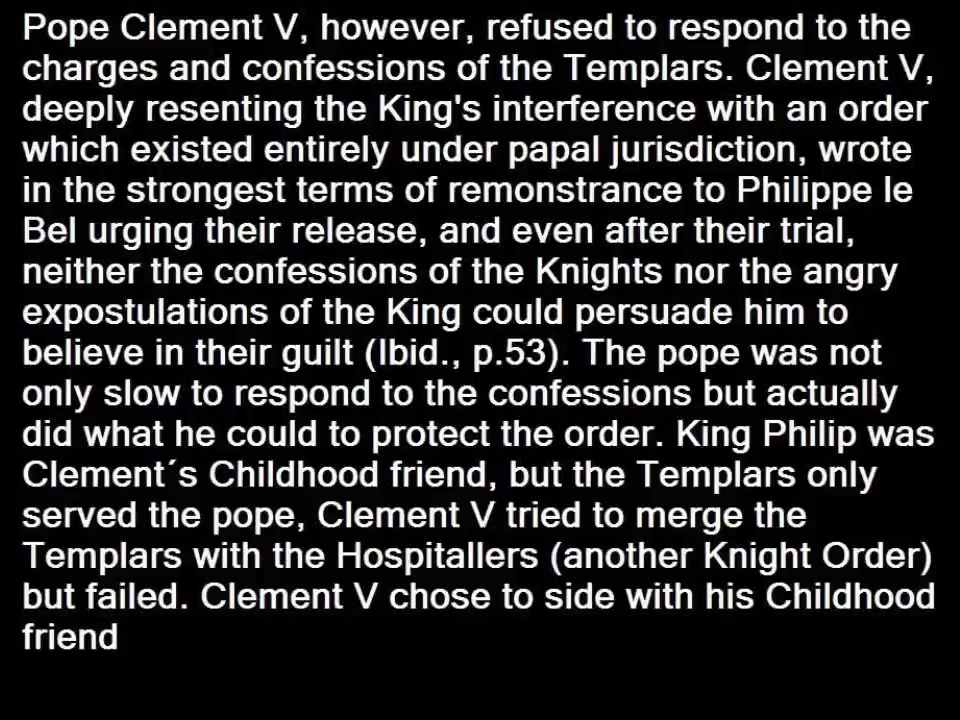 Pope Clement V, however, refused to respond to the
charges and confessions of the Templars. Clement V,
deeply resenting the King's interference with an order
which existed entirely under papal jurisdiction, wrote
in the strongest terms of remonstrance to Philippe le
Bel urging their release, and even after their trial,
neither the confessions of the Knights nor the angry
expostulations of the King could persuade him to
believe in their guilt (Ibid., p.53). The pope was not
only slow to respond to the confessions but actually
did what he could to protect the order. King Philip was
Clement´s Childhood friend, but the Templars only
served the pope, Clement V tried to merge the
Templars with the Hospitallers (another Knight Order)
but failed. Clement V chose to side with his Childhood
friend